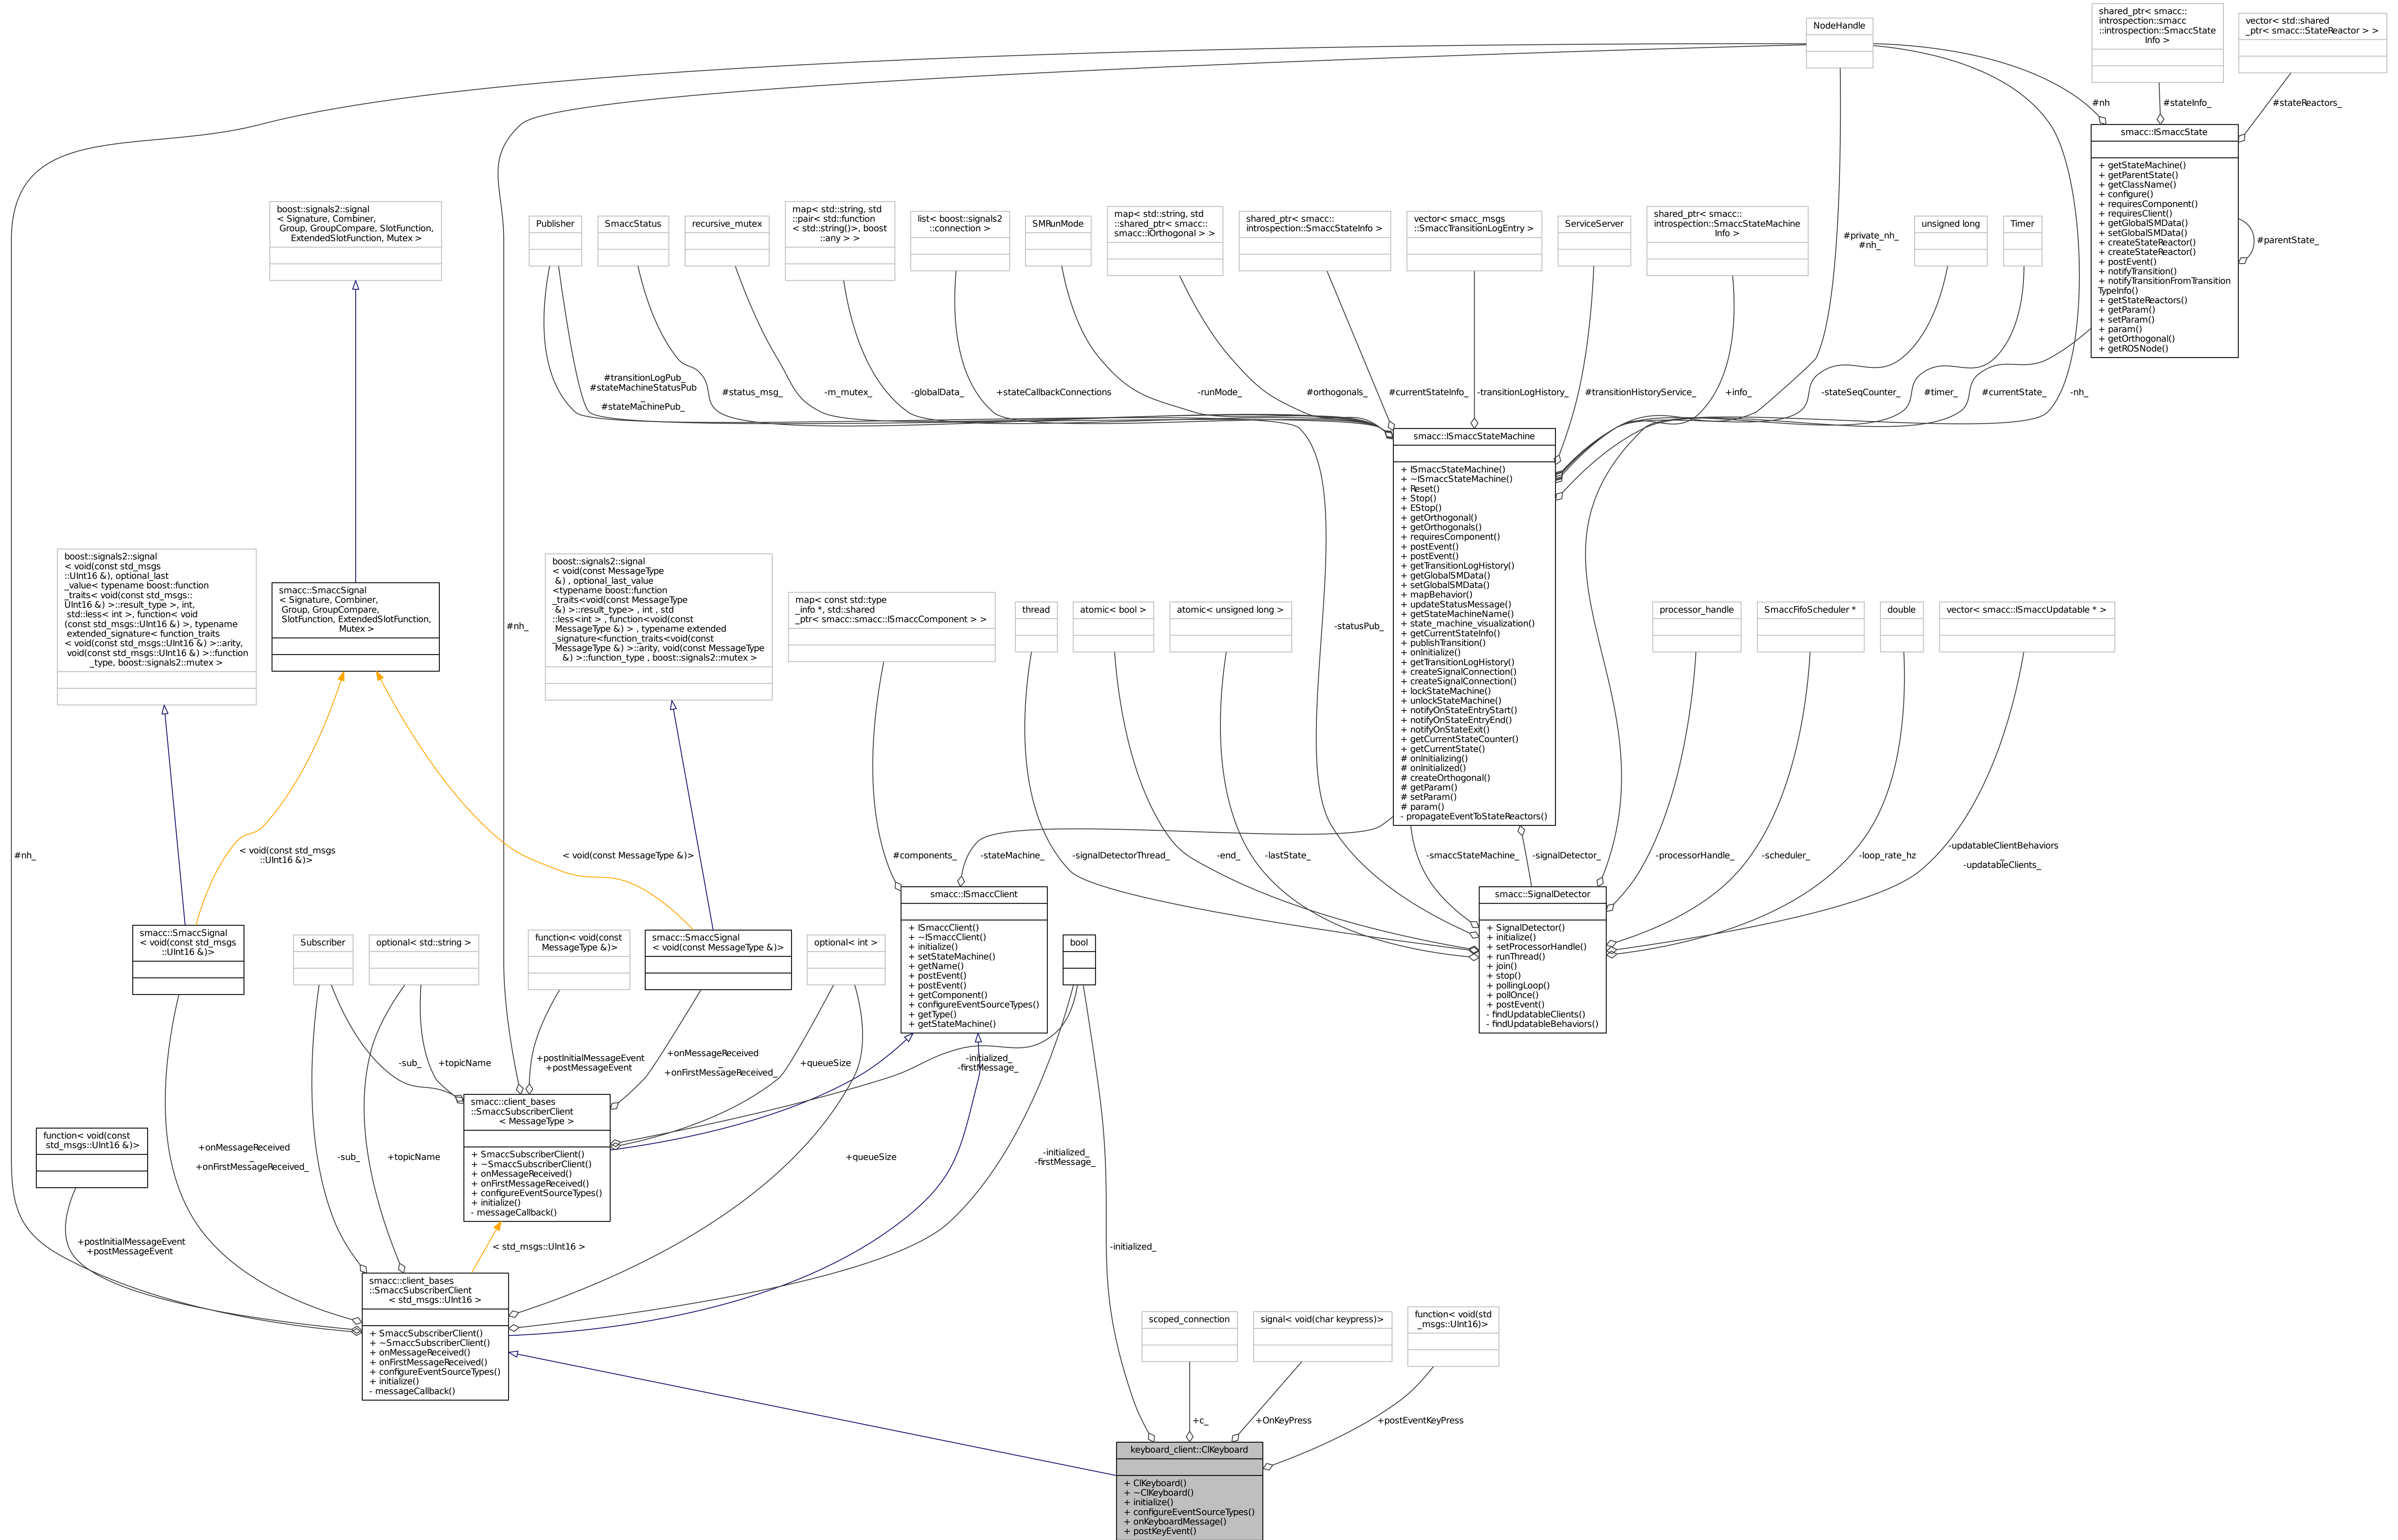 NodeHandle
shared_ptr< smacc::
introspection::smacc
::introspection::SmaccState
Info >
vector< std::shared
_ptr< smacc::StateReactor > >
#nh
#stateInfo_
#stateReactors_
smacc::ISmaccState
+ getStateMachine()
+ getParentState()
+ getClassName()
+ configure()
+ requiresComponent()
+ requiresClient()
+ getGlobalSMData()
+ setGlobalSMData()
+ createStateReactor()
+ createStateReactor()
+ postEvent()
+ notifyTransition()
+ notifyTransitionFromTransition
TypeInfo()
+ getStateReactors()
+ getParam()
+ setParam()
+ param()
+ getOrthogonal()
+ getROSNode()
#parentState_
boost::signals2::signal
< Signature, Combiner,
Group, GroupCompare, SlotFunction,
ExtendedSlotFunction, Mutex >
Publisher
SmaccStatus
recursive_mutex
map< std::string, std
::pair< std::function
< std::string()>, boost
::any > >
list< boost::signals2
::connection >
SMRunMode
map< std::string, std
::shared_ptr< smacc::
smacc::IOrthogonal > >
shared_ptr< smacc::
introspection::SmaccStateInfo >
vector< smacc_msgs
::SmaccTransitionLogEntry >
ServiceServer
shared_ptr< smacc::
introspection::SmaccStateMachine
Info >
#private_nh_
#nh_
unsigned long
Timer
#transitionLogPub_
#stateMachineStatusPub
_
#stateMachinePub_
#status_msg_
-m_mutex_
-globalData_
+stateCallbackConnections
-runMode_
#orthogonals_
#currentStateInfo_
-transitionLogHistory_
#transitionHistoryService_
+info_
-stateSeqCounter_
#timer_
#currentState_
-nh_
smacc::ISmaccStateMachine
+ ISmaccStateMachine()
+ ~ISmaccStateMachine()
+ Reset()
+ Stop()
+ EStop()
+ getOrthogonal()
+ getOrthogonals()
+ requiresComponent()
+ postEvent()
+ postEvent()
+ getTransitionLogHistory()
+ getGlobalSMData()
+ setGlobalSMData()
+ mapBehavior()
+ updateStatusMessage()
+ getStateMachineName()
+ state_machine_visualization()
+ getCurrentStateInfo()
+ publishTransition()
+ onInitialize()
+ getTransitionLogHistory()
+ createSignalConnection()
+ createSignalConnection()
+ lockStateMachine()
+ unlockStateMachine()
+ notifyOnStateEntryStart()
+ notifyOnStateEntryEnd()
+ notifyOnStateExit()
+ getCurrentStateCounter()
+ getCurrentState()
# onInitializing()
# onInitialized()
# createOrthogonal()
# getParam()
# setParam()
# param()
- propagateEventToStateReactors()
boost::signals2::signal
< void(const std_msgs
::UInt16 &), optional_last
_value< typename boost::function
_traits< void(const std_msgs::
UInt16 &) >::result_type >, int,
std::less< int >, function< void
(const std_msgs::UInt16 &) >, typename
extended_signature< function_traits
< void(const std_msgs::UInt16 &) >::arity,
void(const std_msgs::UInt16 &) >::function
_type, boost::signals2::mutex >
smacc::SmaccSignal
< Signature, Combiner,
Group, GroupCompare,
SlotFunction, ExtendedSlotFunction,
Mutex >
#nh_
boost::signals2::signal
< void(const MessageType
&) , optional_last_value
<typename boost::function
_traits<void(const MessageType
&) >::result_type> , int , std
::less<int> , function<void(const
MessageType &) > , typename extended
_signature<function_traits<void(const
MessageType &) >::arity, void(const MessageType
&) >::function_type , boost::signals2::mutex >
map< const std::type
_info *, std::shared
_ptr< smacc::smacc::ISmaccComponent > >
thread
atomic< bool >
atomic< unsigned long >
-statusPub_
processor_handle
SmaccFifoScheduler *
double
vector< smacc::ISmaccUpdatable * >
#nh_
< void(const std_msgs
::UInt16 &)>
< void(const MessageType &)>
#components_
-stateMachine_
-signalDetectorThread_
-end_
-lastState_
-smaccStateMachine_
-signalDetector_
-processorHandle_
-scheduler_
-loop_rate_hz
-updatableClientBehaviors
_
-updatableClients_
smacc::ISmaccClient
+ ISmaccClient()
+ ~ISmaccClient()
+ initialize()
+ setStateMachine()
+ getName()
+ postEvent()
+ postEvent()
+ getComponent()
+ configureEventSourceTypes()
+ getType()
+ getStateMachine()
smacc::SignalDetector
+ SignalDetector()
+ initialize()
+ setProcessorHandle()
+ runThread()
+ join()
+ stop()
+ pollingLoop()
+ pollOnce()
+ postEvent()
- findUpdatableClients()
- findUpdatableBehaviors()
smacc::SmaccSignal
< void(const std_msgs
::UInt16 &)>
Subscriber
optional< std::string >
function< void(const
MessageType &)>
smacc::SmaccSignal
< void(const MessageType &)>
optional< int >
bool
-sub_
+topicName
+postInitialMessageEvent
+postMessageEvent
+onMessageReceived
_
+onFirstMessageReceived_
+queueSize
-initialized_
-firstMessage_
smacc::client_bases
::SmaccSubscriberClient
< MessageType >
+ SmaccSubscriberClient()
+ ~SmaccSubscriberClient()
+ onMessageReceived()
+ onFirstMessageReceived()
+ configureEventSourceTypes()
+ initialize()
- messageCallback()
function< void(const
std_msgs::UInt16 &)>
+onMessageReceived
_
+onFirstMessageReceived_
-sub_
+topicName
+queueSize
-initialized_
-firstMessage_
+postInitialMessageEvent
+postMessageEvent
< std_msgs::UInt16 >
-initialized_
smacc::client_bases
::SmaccSubscriberClient
< std_msgs::UInt16 >
+ SmaccSubscriberClient()
+ ~SmaccSubscriberClient()
+ onMessageReceived()
+ onFirstMessageReceived()
+ configureEventSourceTypes()
+ initialize()
- messageCallback()
scoped_connection
signal< void(char keypress)>
function< void(std
_msgs::UInt16)>
+c_
+OnKeyPress
+postEventKeyPress
keyboard_client::ClKeyboard
+ ClKeyboard()
+ ~ClKeyboard()
+ initialize()
+ configureEventSourceTypes()
+ onKeyboardMessage()
+ postKeyEvent()